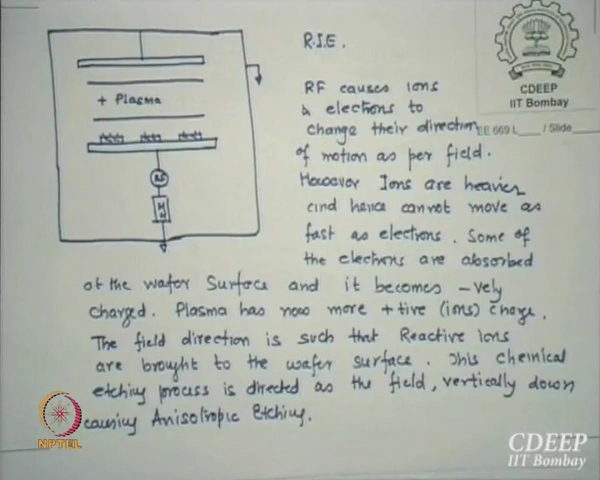 R.I.E.
CDEEP
IIT Bombay
EE 669 L____ / Slide____
+ Plasma
RF
M
N
RF causes Ions
& electrons to
change their direction
of motion as per field.
However Ions are heavier
and hence cannot move as
fast as electrons. Some of
the electrons are absorbed
at the wafer Surface and it becomes -vely
charged. Plasma has now more +tive (ions) charge.
The field direction is such that Reactive Ions
are brought to the wafer surface. This chemical
etching process is directed as the field, vertically down
causing Anisotropic Etching.
NPTEL
CDEEP
IIT Bombay